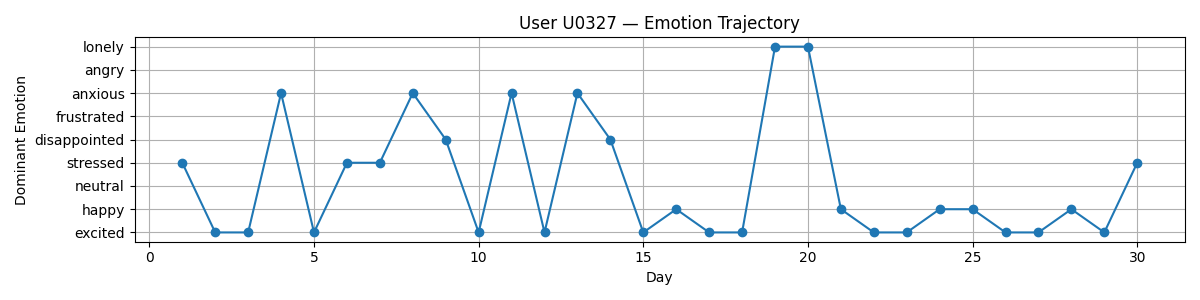 User U0327 — Emotion Trajectory
Dominant Emotion
lonely
angry
anxious
frustrated
disappointed
stressed
neutral
happy
excited
0 5 10 15 20 25 30
Day